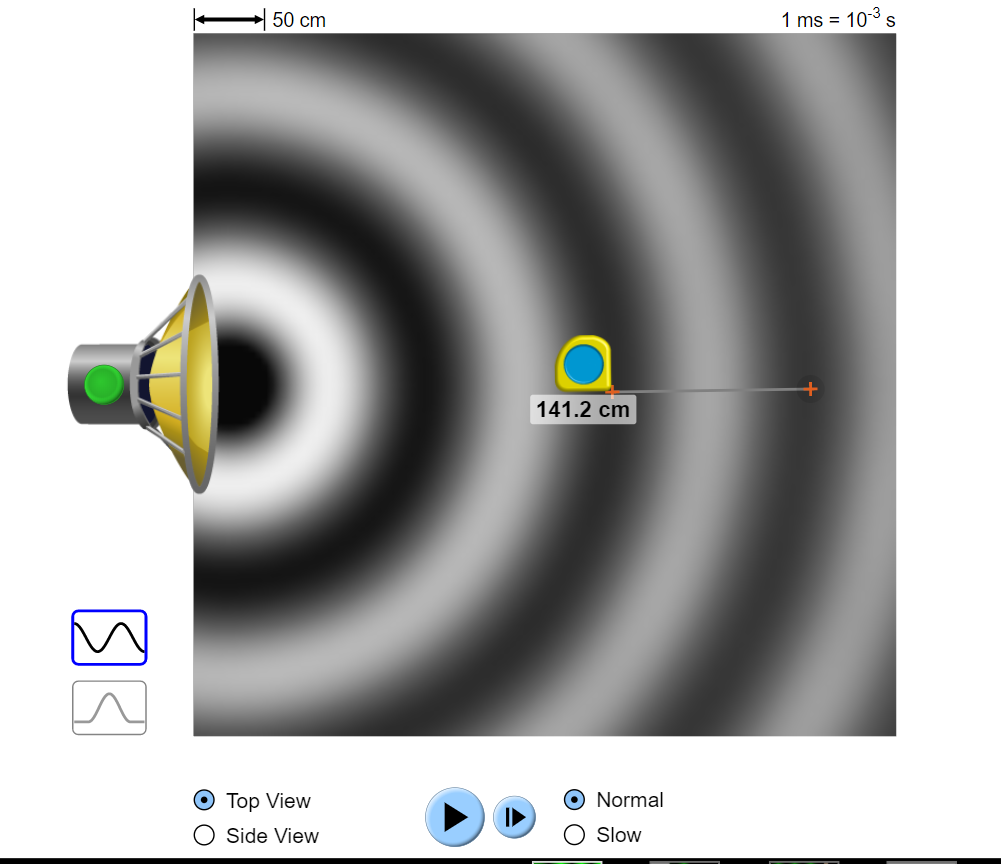 50 cm
1 ms = 10⁻³ s
141.2 cm
Top View
Normal
Side View
Slow